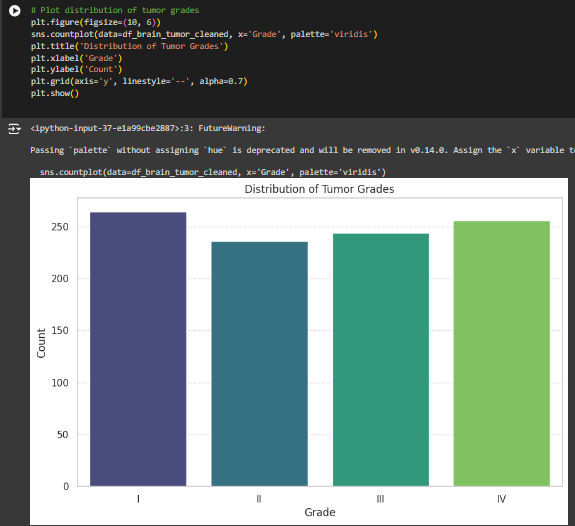 # Plot distribution of tumor grades
plt.figure(figsize=(10, 6))
sns.countplot(data=df_brain_tumor_cleaned, x='Grade', palette='viridis')
plt.title('Distribution of Tumor Grades')
plt.xlabel('Grade')
plt.ylabel('Count')
plt.grid(axis='y', linestyle='--', alpha=0.7)
plt.show()
<ipython-input-37-e1a99cbe2887>:3: FutureWarning:
Passing `palette` without assigning `hue` is deprecated and will be removed in v0.14.0. Assign the `x` variable t
sns.countplot(data=df_brain_tumor_cleaned, x='Grade', palette='viridis')
Distribution of Tumor Grades
250
200
150
100
50
0
Count
I
II
III
IV
Grade